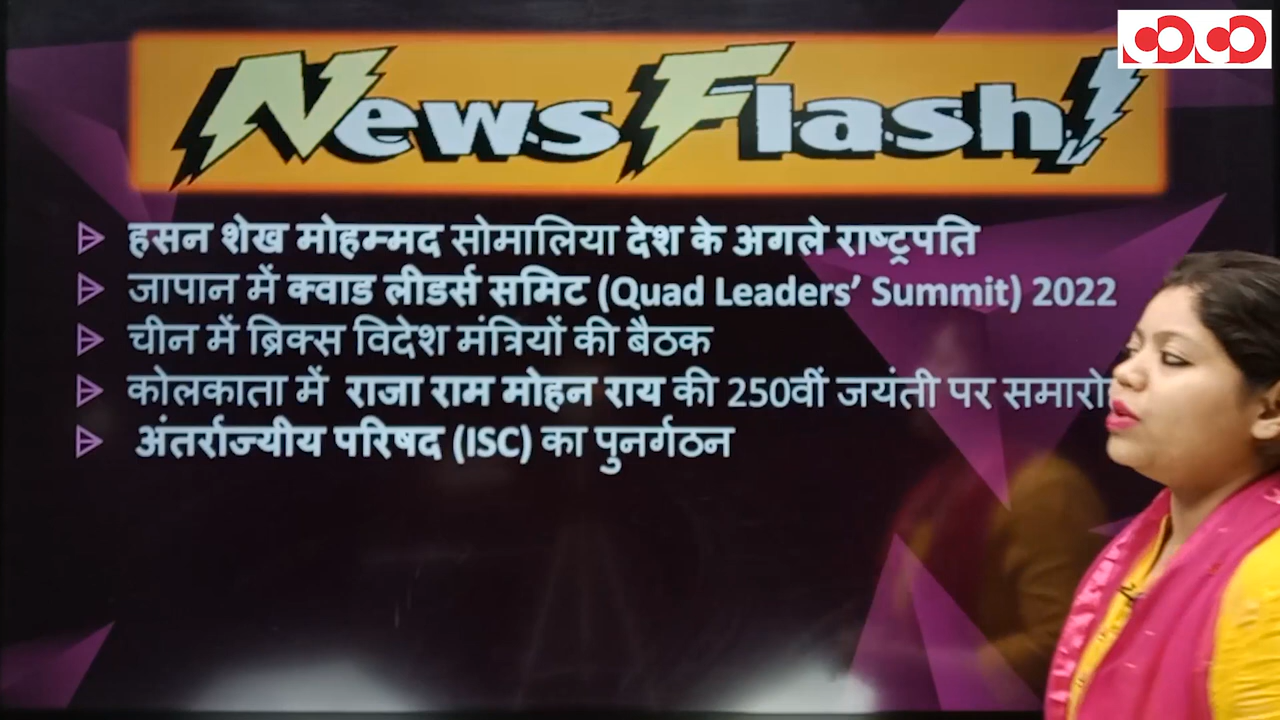 News Flash!
हसन शेख मोहम्मद सोमालिया देश के अगले राष्ट्रपति
जापान में क्वाड लीडर्स समिट (Quad Leaders’ Summit) 2022
चीन में ब्रिक्स विदेश मंत्रियों की बैठक
कोलकाता में राजा राम मोहन राय की 250वीं जयंती पर
अंतर्राज्यीय परिषद (ISC) का पुनर्गठन